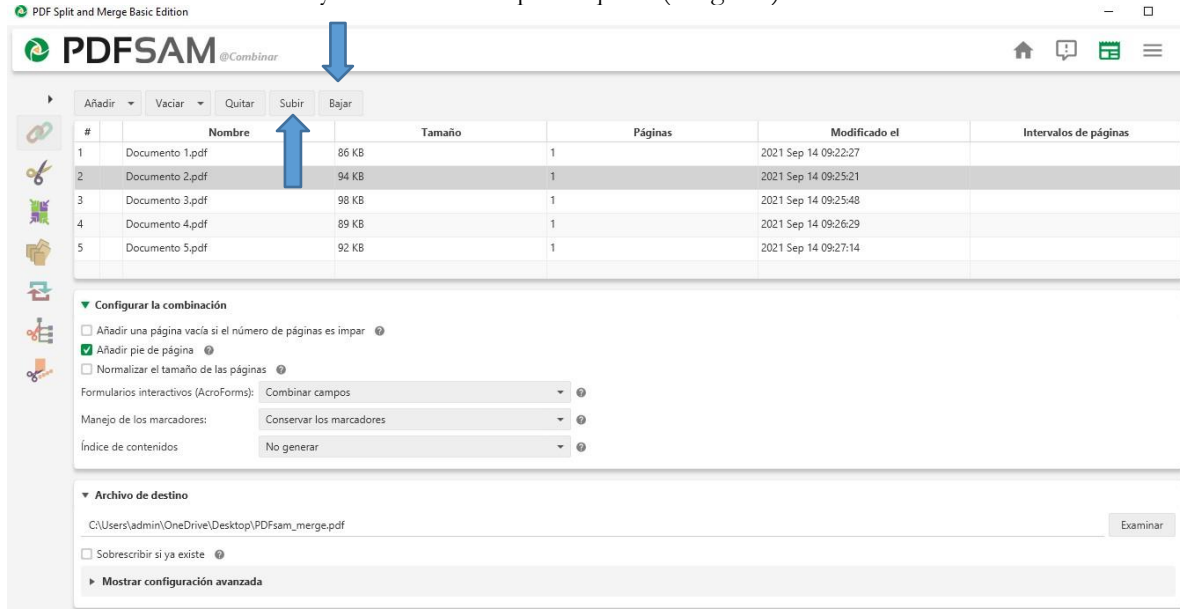 PDF Split and Merge Basic Edition
PDFSAM @Combinar
Añadir Vaciar Quitar Subir Bajar
# Nombre Tamaño Páginas Modificado el Intervalos de páginas
1 Documento 1.pdf 86 KB 1 2021 Sep 14 09:22:27
2 Documento 2.pdf 94 KB 1 2021 Sep 14 09:25:21
3 Documento 3.pdf 98 KB 1 2021 Sep 14 09:25:48
4 Documento 4.pdf 89 KB 1 2021 Sep 14 09:26:29
5 Documento 5.pdf 92 KB 1 2021 Sep 14 09:27:14
Configurar la combinación
Añadir una página vacía si el número de páginas es impar
Añadir pie de página
Normalizar el tamaño de las páginas
Formularios interactivos (AcroForms): Combinar campos
Manejo de los marcadores: Conservar los marcadores
Índice de contenidos No generar
Archivo de destino
C:\Users\admin\OneDrive\Desktop\PDFsam_merge.pdf Examinar
Sobrescribir si ya existe
Mostrar configuración avanzada